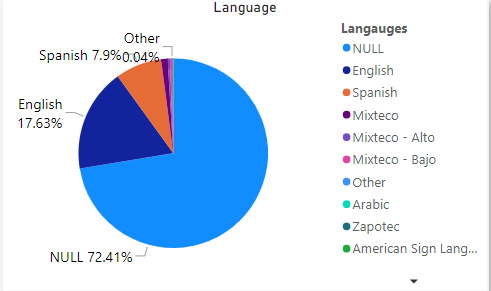 Language
Other
0.04%
Spanish 7.9%
English
17.63%
NULL 72.41%
Langauges
NULL
English
Spanish
Mixteco
Mixteco - Alto
Mixteco - Bajo
Other
Arabic
Zapotec
American Sign Lang...